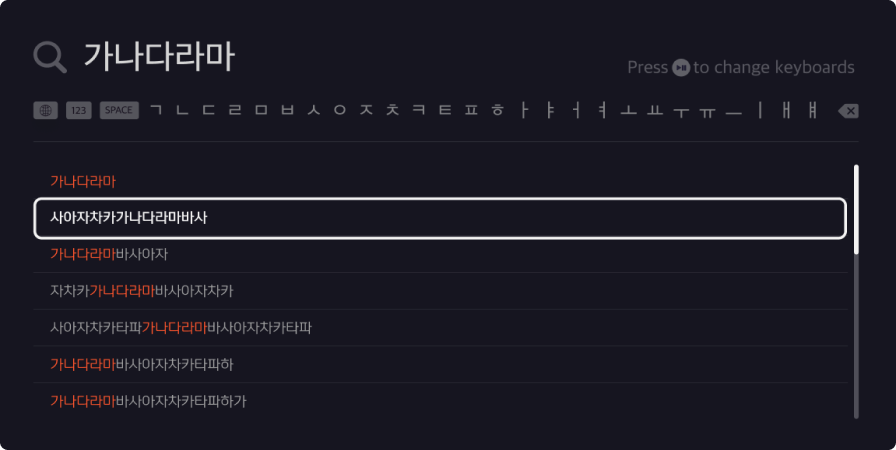 가나다라마
Press to change keyboards
123 SPACE ㄱ ㄴ ㄷ ㄹ ㅁ ㅂ ㅅ ㅇ ㅈ ㅊ ㅋ ㅌ ㅍ ㅎ ㅏ ㅑ ㅓ ㅕ ㅗ ㅛ ㅜ ㅠ ㅡ ㅣ ㅐ ㅒ
가나다라마
사아자차카가나다라마바사
가나다라마바사아자
자차카가나다라마바사아자차카
사아자차카타파가나다라마바사아자차카타파
가나다라마바사아자차카타파하
가나다라마바사아자차카타파하가